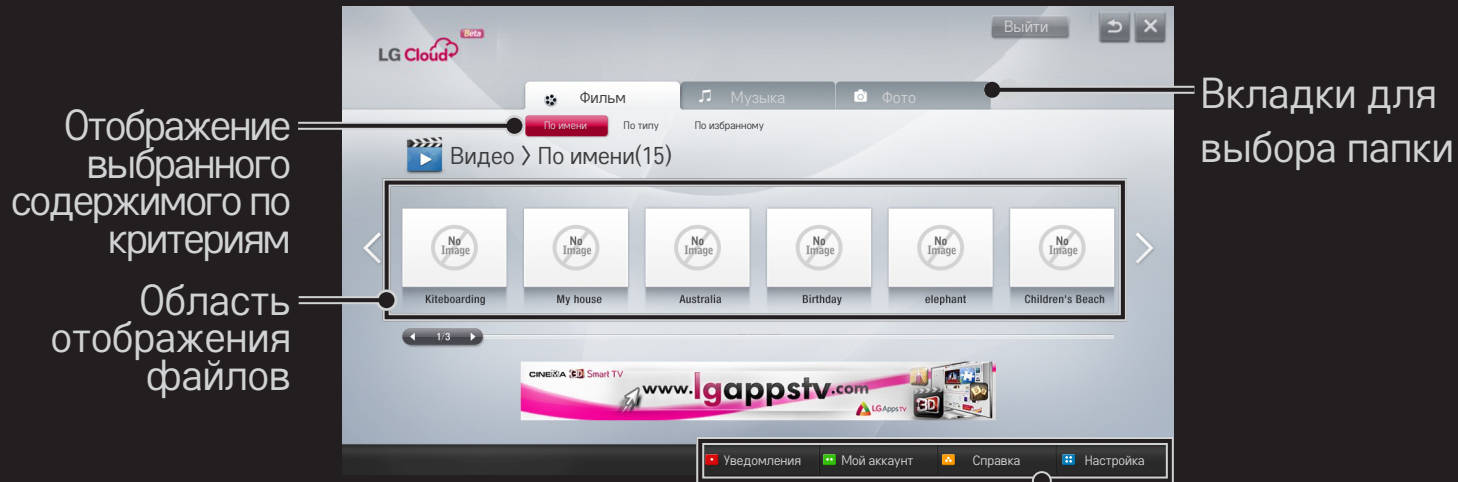 Выйти
Beta
LG Cloud
Фильм
Музыка
Фото
Вкладки для
выбора папки
Отображение
выбранного
содержимого по
критериям
По имени
По типу
По избранному
Видео > По имени(15)
No
Image
No
Image
No
Image
No
Image
No
Image
No
Image
Kiteboarding
My house
Australia
Birthday
elephant
Children's Beach
Область
отображения
файлов
1/3
CINEMA 3D Smart TV
www.lgappstv.com
LG Apps TV
3D
Уведомления
Мой аккаунт
Справка
Настройка